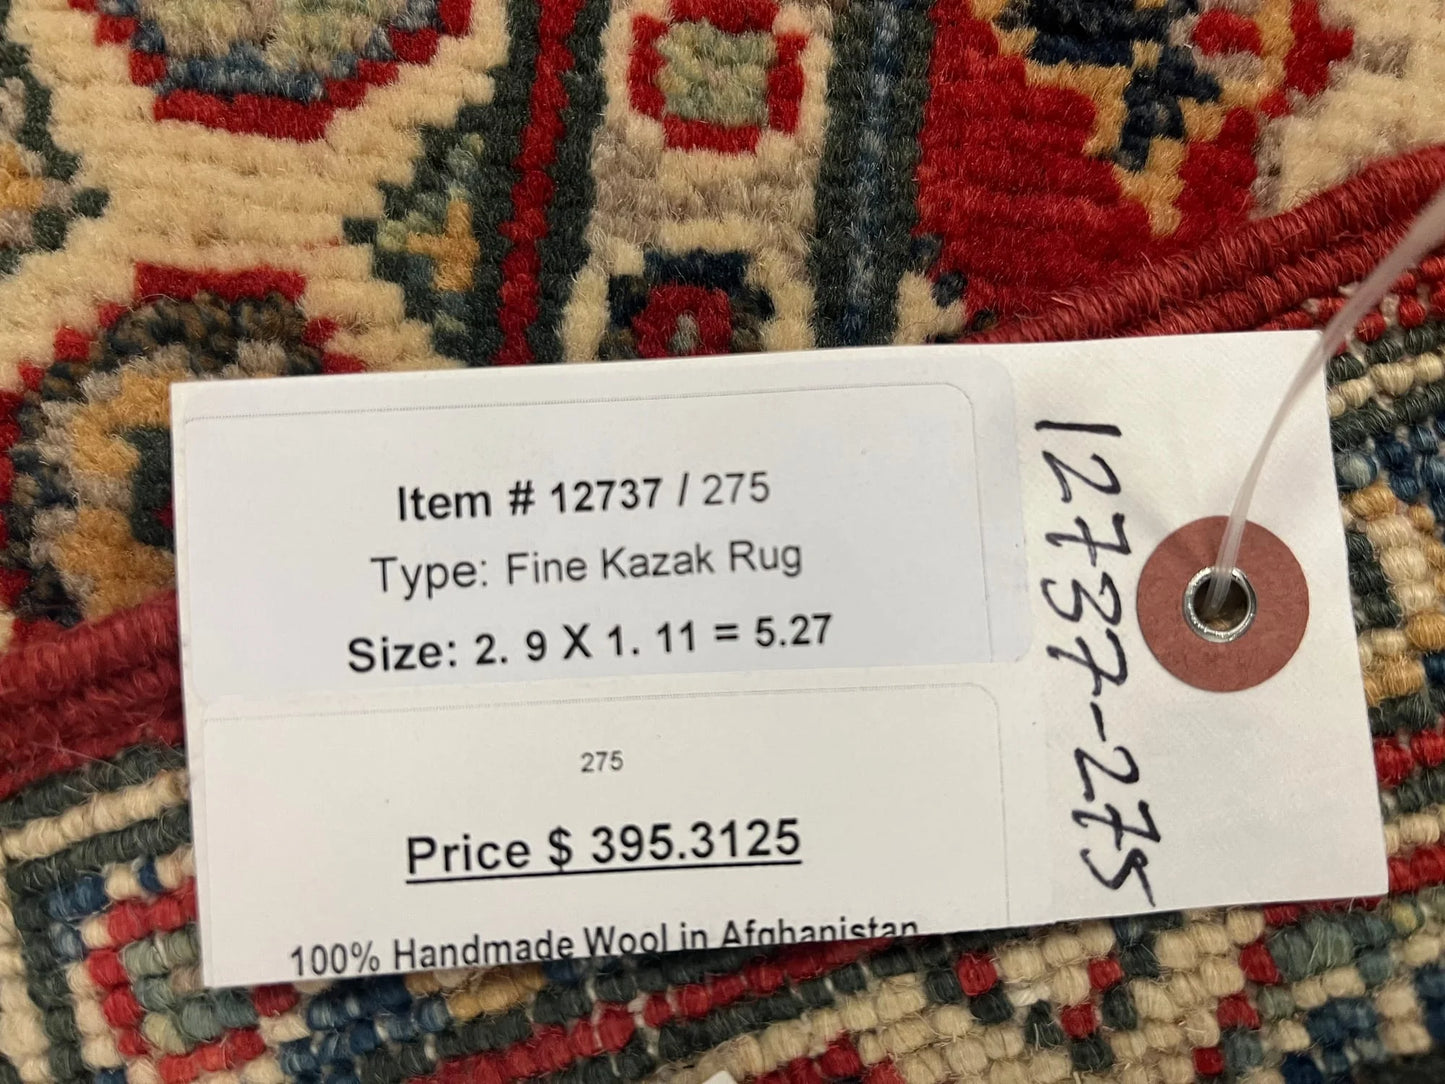 Item # 12737 / 275
Type: Fine Kazak Rug
Size: 2. 9 X 1. 11 = 5.27
275
Price $ 395.3125
100% Handmade Wool in Afghanistan
12737-275